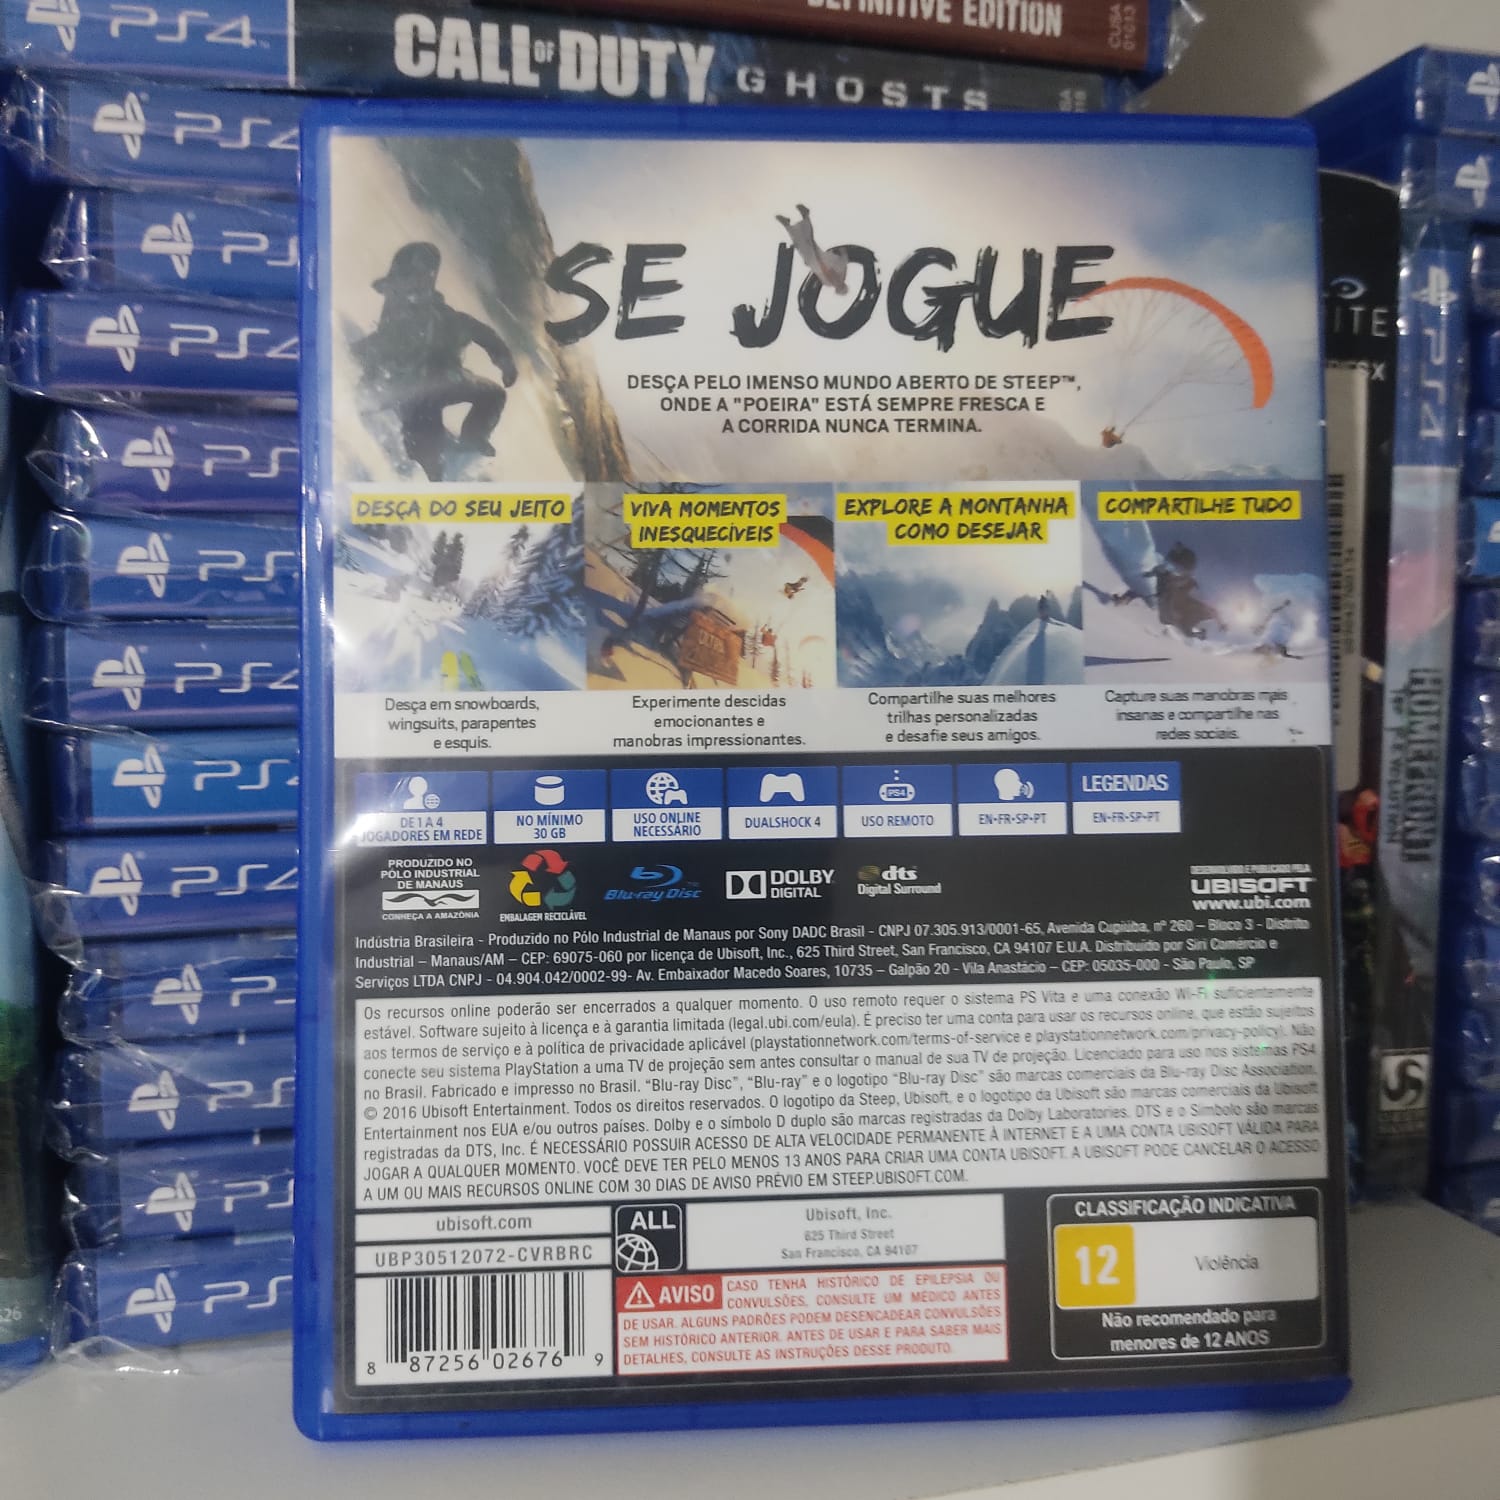 DEFINITIVE EDITION
CUSA
01013
PS4
CALL OF DUTY GHOSTS
PS4
SE JOGUE
DESÇA PELO IMENSO MUNDO ABERTO DE STEEP™,
ONDE A "POEIRA" ESTÁ SEMPRE FRESCA E
A CORRIDA NUNCA TERMINA.
DESÇA DO SEU JEITO
VIVA MOMENTOS
INESQUECÍVEIS
EXPLORE A MONTANHA
COMO DESEJAR
COMPARTILHE TUDO
Desça em snowboards,
wingsuits, parapentes
e esquis.
Experimente descidas
emocionantes e
manobras impressionantes.
Compartilhe suas melhores
trilhas personalizadas
e desafie seus amigos.
Capture suas manobras mais
insanas e compartilhe nas
redes sociais.
DE 1 A 4
JOGADORES EM REDE
NO MÍNIMO
30 GB
USO ONLINE
NECESSÁRIO
DUALSHOCK 4
PS4
USO REMOTO
EN•FR•SP•PT
LEGENDAS
EN•FR•SP•PT
PRODUZIDO NO
PÓLO INDUSTRIAL
DE MANAUS
CONHEÇA A AMAZÔNIA
EMBALAGEM RECICLÁVEL
Blu-ray Disc
DOLBY
DIGITAL
dts
Digital Surround
UBISOFT
www.ubi.com
Indústria Brasileira - Produzido no Pólo Industrial de Manaus por Sony DADC Brasil - CNPJ 07.305.913/0001-65, Avenida Cupiúba, nº 260 – Bloco 3 - Distrito
Industrial – Manaus/AM – CEP: 69075-060 por licença de Ubisoft, Inc., 625 Third Street, San Francisco, CA 94107 E.U.A. Distribuído por Siri Comércio e
Serviços LTDA CNPJ - 04.904.042/0002-99- Av. Embaixador Macedo Soares, 10735 – Galpão 20 - Vila Anastácio – CEP: 05035-000 - São Paulo, SP
Os recursos online poderão ser encerrados a qualquer momento. O uso remoto requer o sistema PS Vita e uma conexão Wi-Fi suficientemente
estável. Software sujeito à licença e à garantia limitada (legal.ubi.com/eula). É preciso ter uma conta para usar os recursos online, que estão sujeitos
aos termos de serviço e à política de privacidade aplicável (playstationnetwork.com/terms-of-service e playstationnetwork.com/privacy-policy). Não
conecte seu sistema PlayStation a uma TV de projeção sem antes consultar o manual de sua TV de projeção. Licenciado para uso nos sistemas PS4
no Brasil. Fabricado e impresso no Brasil. “Blu-ray Disc”, “Blu-ray” e o logotipo “Blu-ray Disc” são marcas comerciais da Blu-ray Disc Association.
© 2016 Ubisoft Entertainment. Todos os direitos reservados. O logotipo da Steep, Ubisoft, e o logotipo da Ubisoft são marcas comerciais da Ubisoft
Entertainment nos EUA e/ou outros países. Dolby e o símbolo D duplo são marcas registradas da Dolby Laboratories. DTS e o Símbolo são marcas
registradas da DTS, Inc. É NECESSÁRIO POSSUIR ACESSO DE ALTA VELOCIDADE PERMANENTE À INTERNET E A UMA CONTA UBISOFT VÁLIDA PARA
JOGAR A QUALQUER MOMENTO. VOCÊ DEVE TER PELO MENOS 13 ANOS PARA CRIAR UMA CONTA UBISOFT. A UBISOFT PODE CANCELAR O ACESSO
A UM OU MAIS RECURSOS ONLINE COM 30 DIAS DE AVISO PRÉVIO EM STEEP.UBISOFT.COM.
ubisoft.com
UBP30512072-CVRBRC
8 87256 02676 9
ALL
Ubisoft, Inc.
625 Third Street
San Francisco, CA 94107
AVISO CASO TENHA HISTÓRICO DE EPILEPSIA OU
CONVULSÕES, CONSULTE UM MÉDICO ANTES
DE USAR. ALGUNS PADRÕES PODEM DESENCADEAR CONVULSÕES
SEM HISTÓRICO ANTERIOR. ANTES DE USAR E PARA SABER MAIS
DETALHES, CONSULTE AS INSTRUÇÕES DESSE PRODUTO.
CLASSIFICAÇÃO INDICATIVA
12
Violência
Não recomendado para
menores de 12 ANOS
PS4
PS4
PS4
PS4
PS4
PS4
PS4
PS4
HOMEFRONT